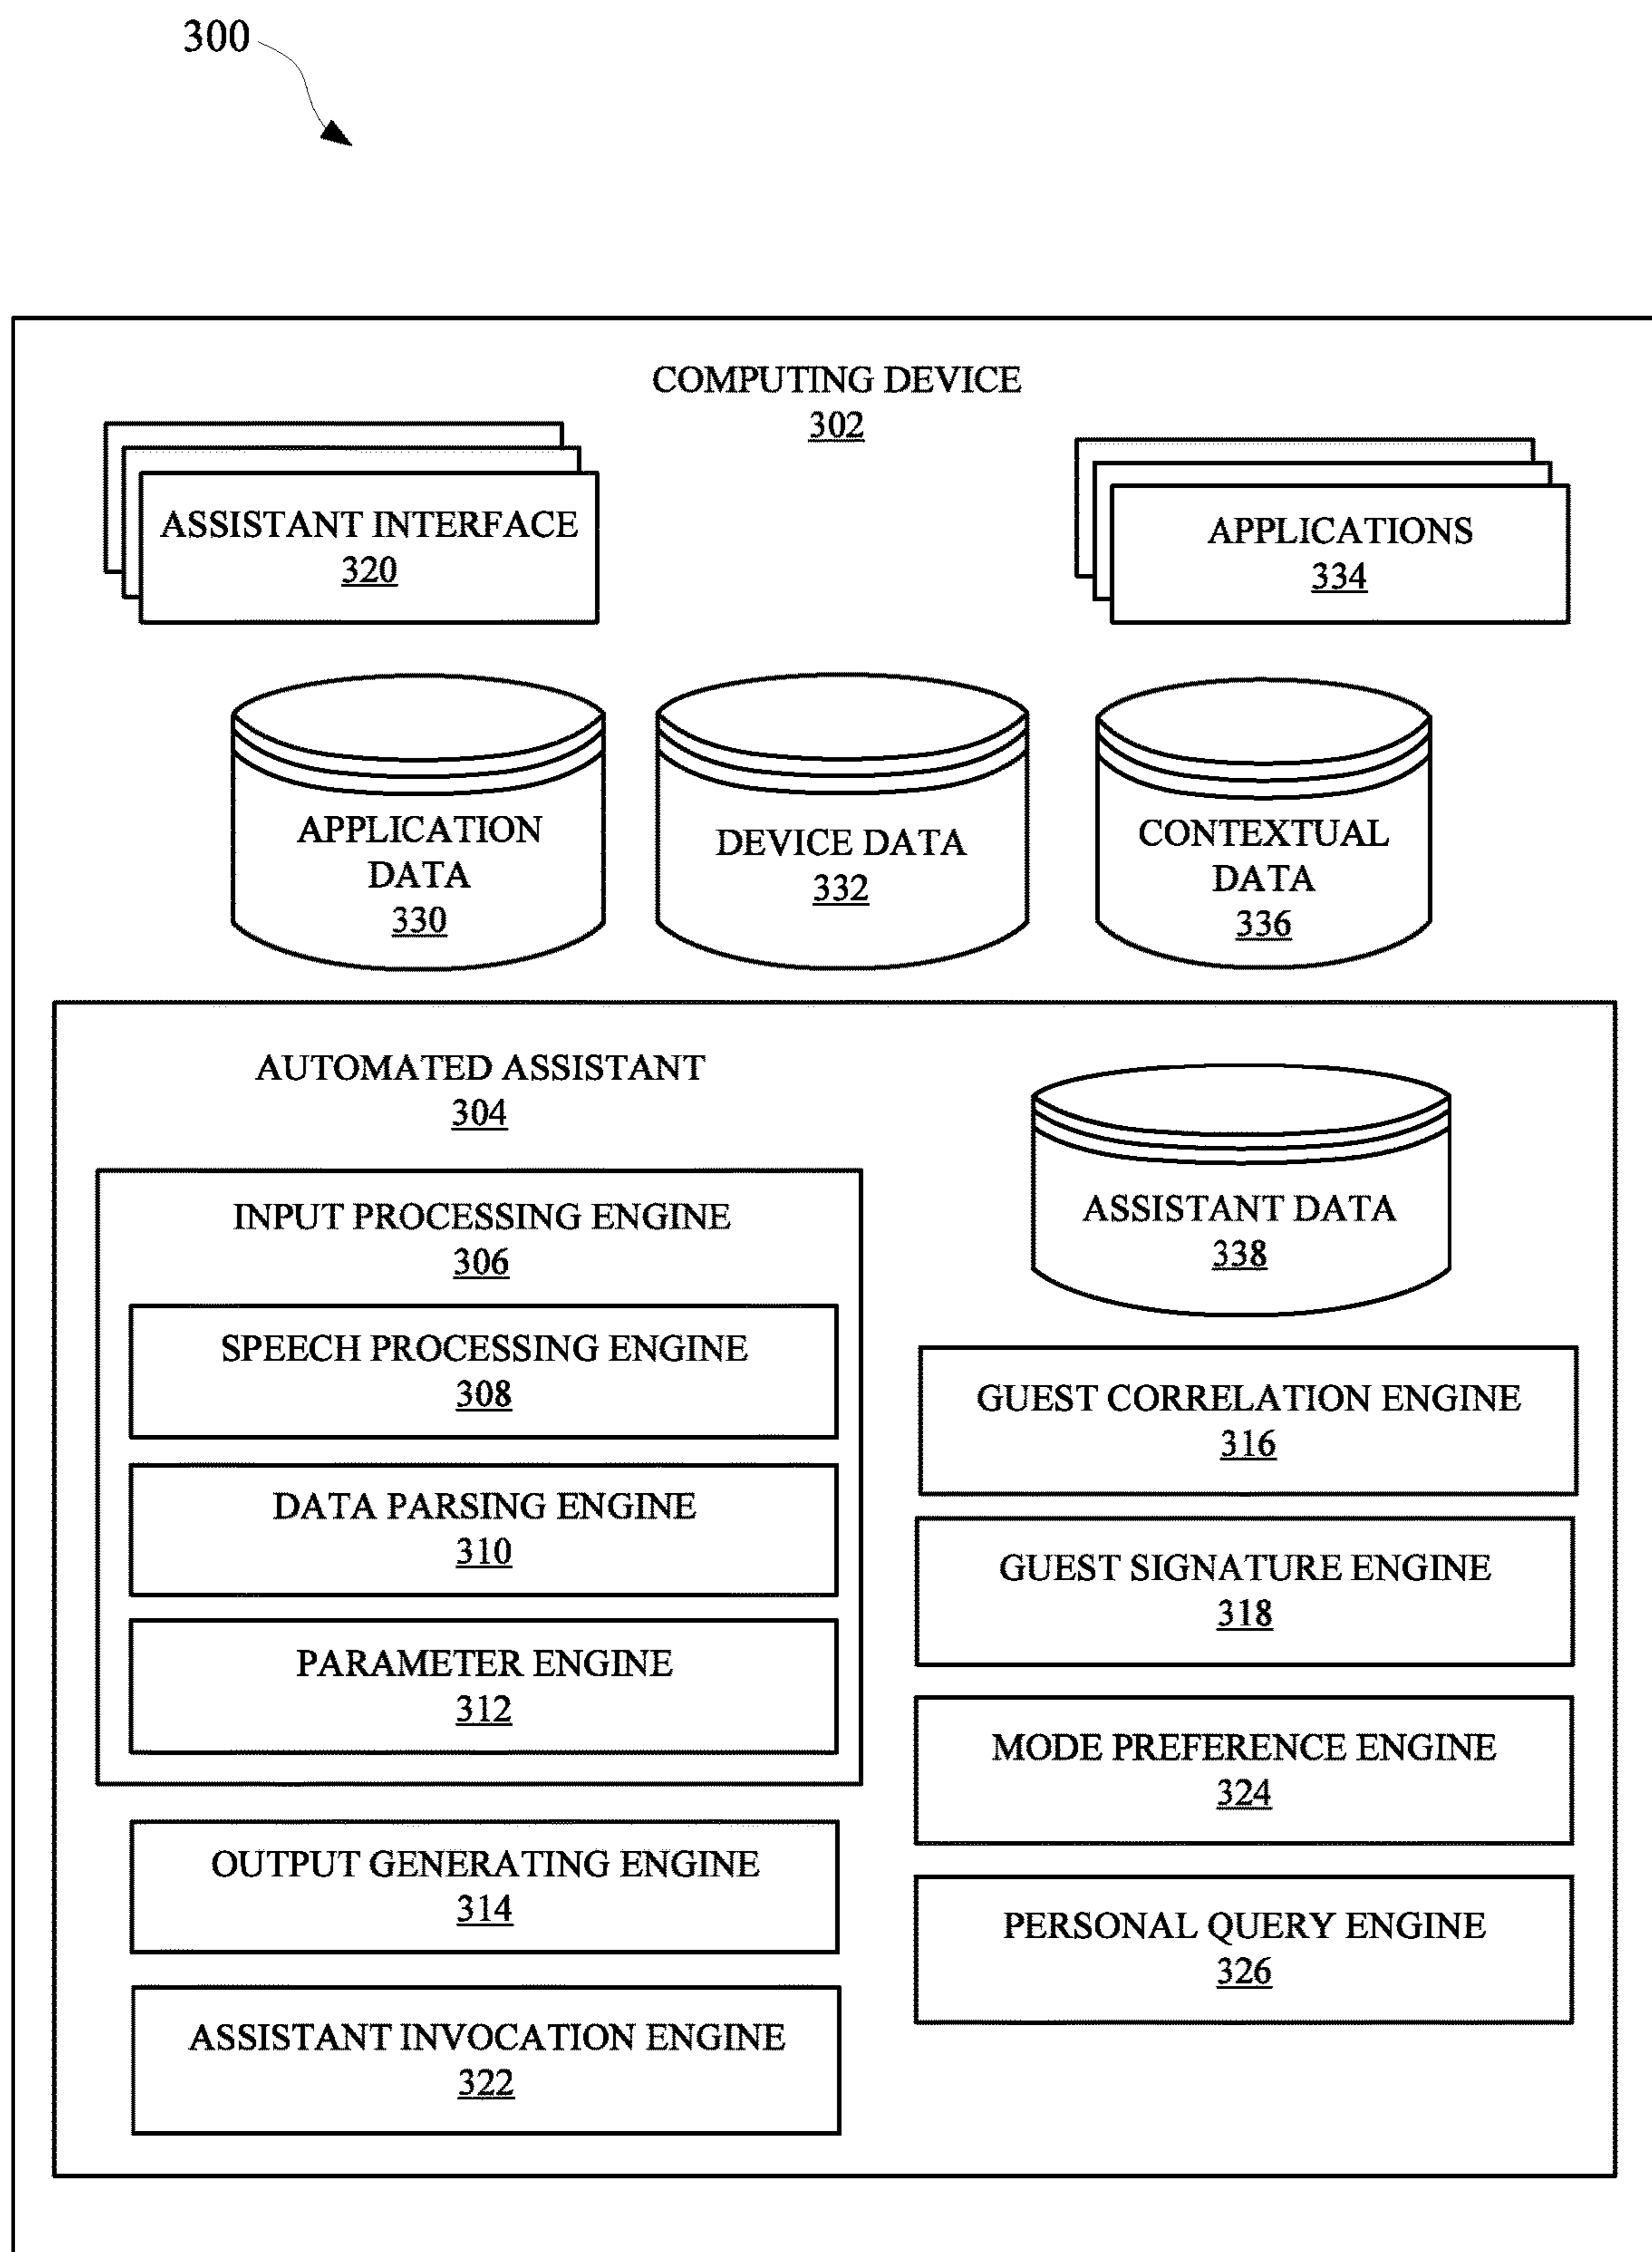 300
COMPUTING DEVICE
302
ASSISTANT INTERFACE
320
APPLICATIONS
334
APPLICATION
DATA
330
DEVICE DATA
332
CONTEXTUAL
DATA
336
AUTOMATED ASSISTANT
304
INPUT PROCESSING ENGINE
306
SPEECH PROCESSING ENGINE
308
DATA PARSING ENGINE
310
PARAMETER ENGINE
312
OUTPUT GENERATING ENGINE
314
ASSISTANT INVOCATION ENGINE
322
ASSISTANT DATA
338
GUEST CORRELATION ENGINE
316
GUEST SIGNATURE ENGINE
318
MODE PREFERENCE ENGINE
324
PERSONAL QUERY ENGINE
326